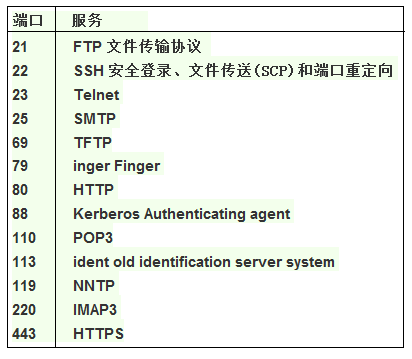 端口 服务
21 FTP 文件传输协议
22 SSH 安全登录、文件传送(SCP)和端口重定向
23 Telnet
25 SMTP
69 TFTP
79 inger Finger
80 HTTP
88 Kerberos Authenticating agent
110 POP3
113 ident old identification server system
119 NNTP
220 IMAP3
443 HTTPS